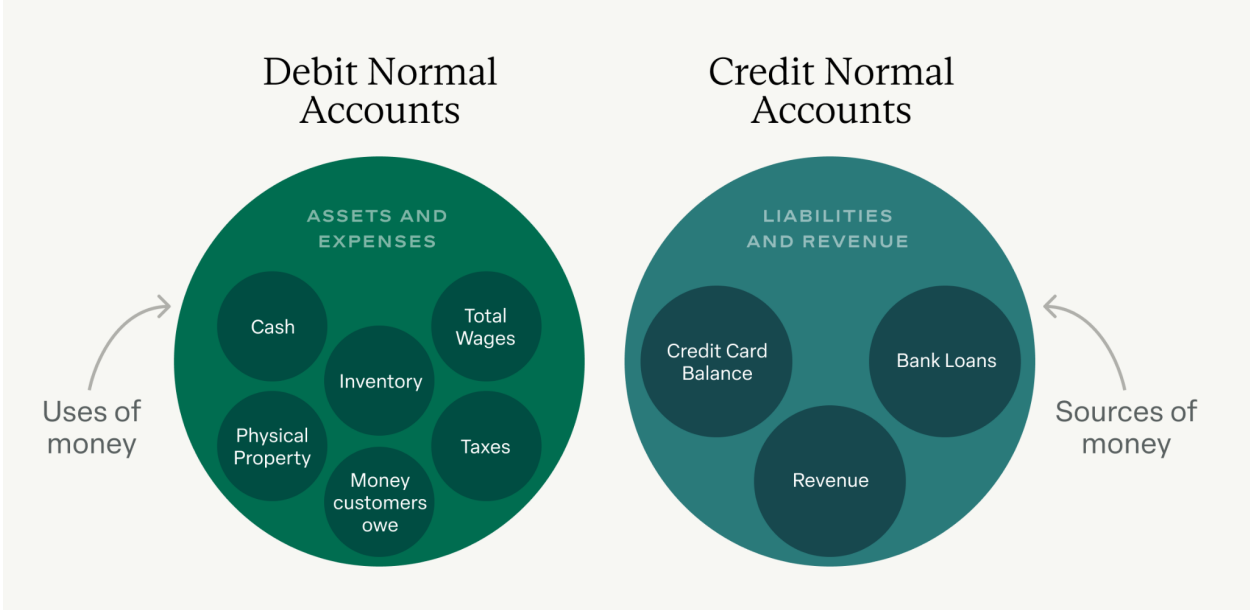 Debit Normal
Accounts
Credit Normal
Accounts
ASSETS AND
EXPENSES
Cash
Total
Wages
Inventory
Physical
Property
Taxes
Money
customers
owe
Uses of
money
LIABILITIES
AND REVENUE
Credit Card
Balance
Bank Loans
Revenue
Sources of
money